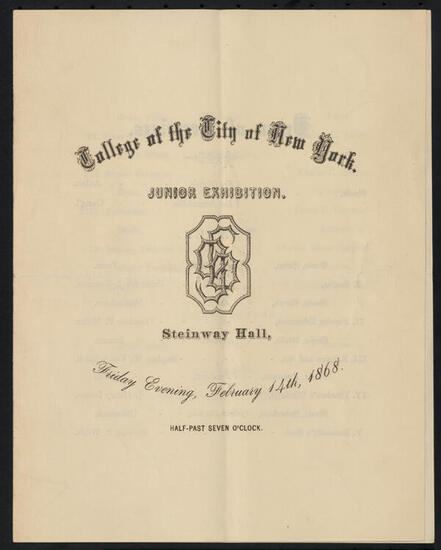 College of the City of New York.
JUNIOR EXHIBITION.
Steinway Hall,
Friday Evening, February 14th, 1868.
HALF-PAST SEVEN O'CLOCK.